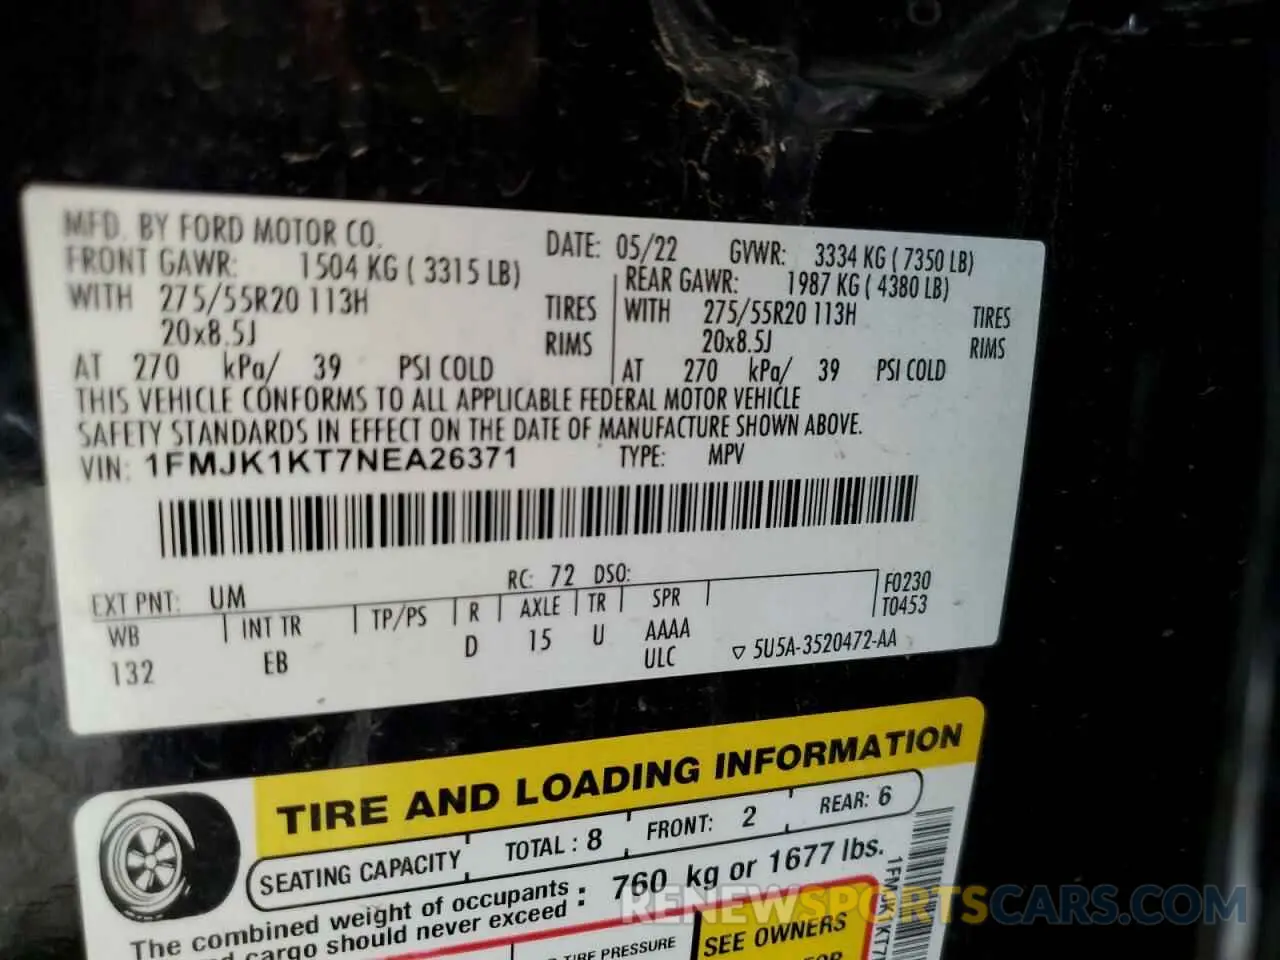 MFD. BY FORD MOTOR CO. DATE: 05/22 GVWR: 3334 KG ( 7350 LB)
FRONT GAWR: 1504 KG ( 3315 LB) REAR GAWR: 1987 KG ( 4380 LB)
WITH 275/55R20 113H TIRES WITH 275/55R20 113H TIRES
20x8.5J RIMS 20x8.5J RIMS
AT 270 kPa/ 39 PSI COLD AT 270 kPa/ 39 PSI COLD
THIS VEHICLE CONFORMS TO ALL APPLICABLE FEDERAL MOTOR VEHICLE
SAFETY STANDARDS IN EFFECT ON THE DATE OF MANUFACTURE SHOWN ABOVE.
VIN: 1FMJK1KT7NEA26371 TYPE: MPV
EXT PNT: UM RC: 72 DSO: F0230
WB INT TR TP/PS R AXLE TR SPR T0453
132 EB D 15 U AAAA
ULC ▽ 5U5A-3520472-AA
TIRE AND LOADING INFORMATION
SEATING CAPACITY TOTAL : 8 FRONT: 2 REAR: 6
The combined weight of occupants : 760 kg or 1677 lbs.
cargo should never exceed :
TIRE PRESSURE SEE OWNERS
1FMJK1KT7
RENEWSPORTSCARS.COM